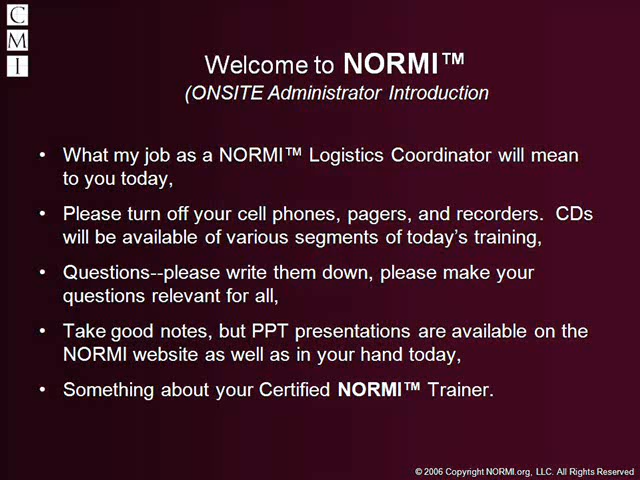 C
M
I
Welcome to NORMI™
(ONSITE Administrator Introduction
• What my job as a NORMI™ Logistics Coordinator will mean
to you today,
• Please turn off your cell phones, pagers, and recorders.  CDs
will be available of various segments of today's training,
• Questions--please write them down, please make your
questions relevant for all,
• Take good notes, but PPT presentations are available on the
NORMI website as well as in your hand today,
• Something about your Certified NORMI™ Trainer.
© 2006 Copyright NORMI.org, LLC. All Rights Reserved